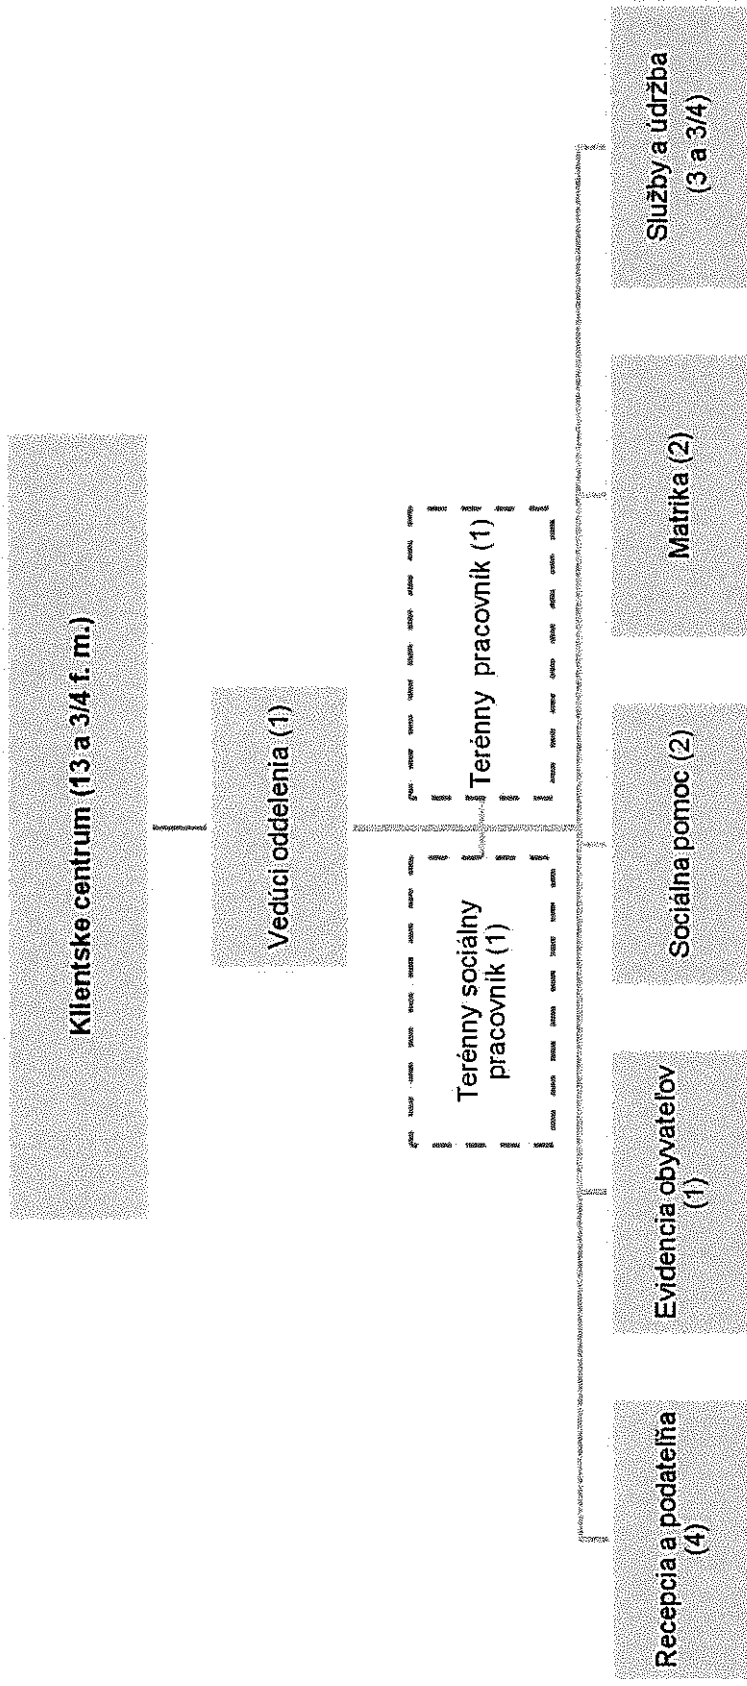 Klientske centrum (13 a 3/4 f. m.)
Vedúci oddelenia (1)
Terénny sociálny
pracovník (1)
Terénny pracovník (1)
Recepcia a podateľňa
(4)
Evidencia obyvateľov
(1)
Sociálna pomoc (2)
Matrika (2)
Služby a údržba
(3 a 3/4)